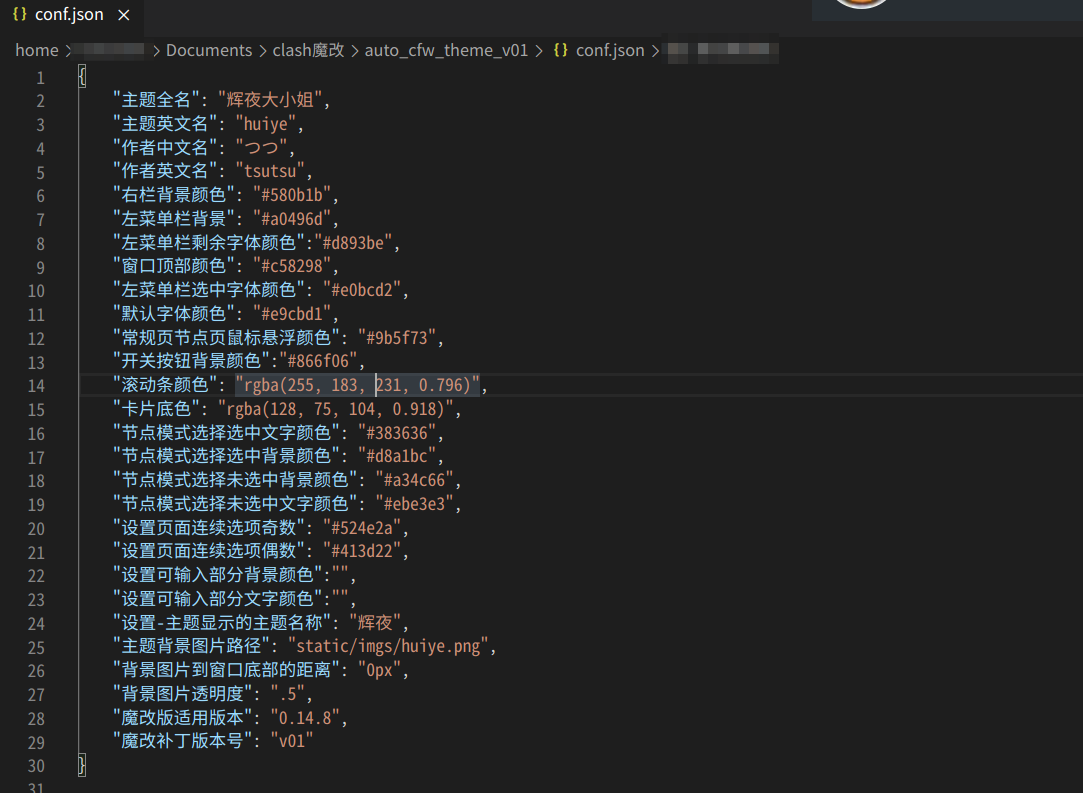 {} conf.json ×
home > > Documents > clash魔改 > auto_cfw_theme_v01 > {} conf.json >
1 {
2 "主题全名": "辉夜大小姐",
3 "主题英文名": "huiye",
4 "作者中文名": "つつ",
5 "作者英文名": "tsutsu",
6 "右栏背景颜色": "#580b1b",
7 "左菜单栏背景": "#a0496d",
8 "左菜单栏剩余字体颜色":"#d893be",
9 "窗口顶部颜色": "#c58298",
10 "左菜单栏选中字体颜色": "#e0bcd2",
11 "默认字体颜色": "#e9cbd1",
12 "常规页节点页鼠标悬浮颜色": "#9b5f73",
13 "开关按钮背景颜色":"#866f06",
14 "滚动条颜色": "rgba(255, 183, 231, 0.796)",
15 "卡片底色": "rgba(128, 75, 104, 0.918)",
16 "节点模式选择选中文字颜色": "#383636",
17 "节点模式选择选中背景颜色": "#d8a1bc",
18 "节点模式选择未选中背景颜色": "#a34c66",
19 "节点模式选择未选中文字颜色": "#ebe3e3",
20 "设置页面连续选项奇数": "#524e2a",
21 "设置页面连续选项偶数": "#413d22",
22 "设置可输入部分背景颜色":"",
23 "设置可输入部分文字颜色":"",
24 "设置-主题显示的主题名称": "辉夜",
25 "主题背景图片路径": "static/imgs/huiye.png",
26 "背景图片到窗口底部的距离": "0px",
27 "背景图片透明度": ".5",
28 "魔改版适用版本": "0.14.8",
29 "魔改补丁版本号": "v01"
30 }
31